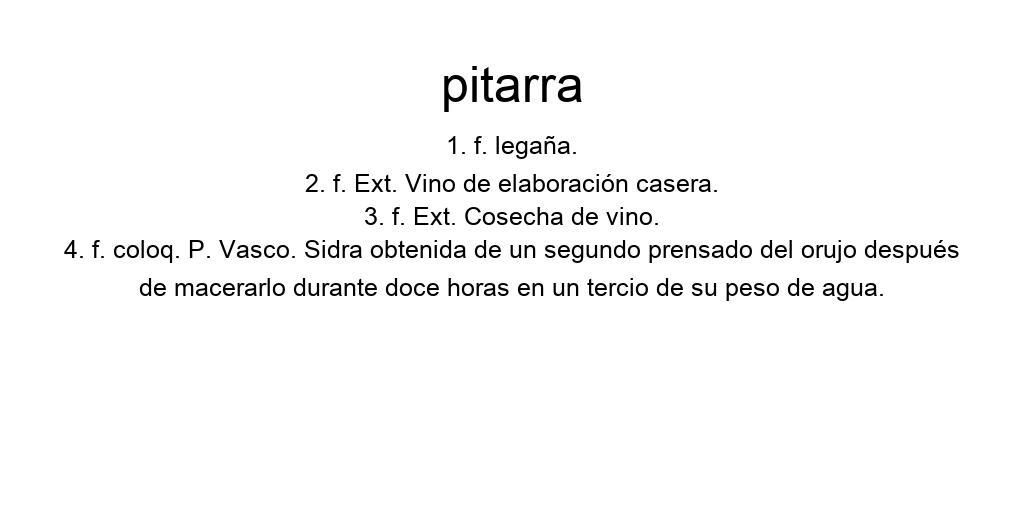 pitarra
1. f. legaña.
2. f. Ext. Vino de elaboración casera.
3. f. Ext. Cosecha de vino.
4. f. coloq. P. Vasco. Sidra obtenida de un segundo prensado del orujo después
de macerarlo durante doce horas en un tercio de su peso de agua.